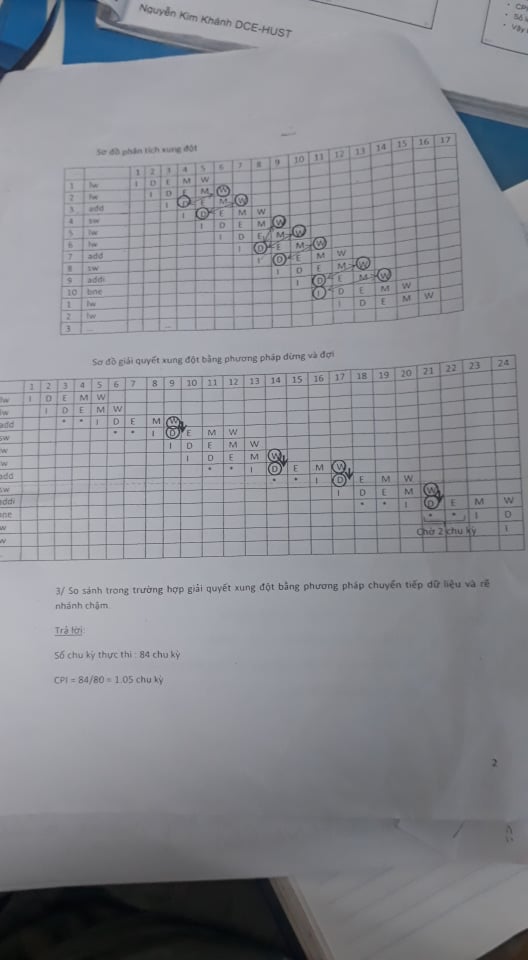 Nguyễn Kim Khánh DCE-HUST
CPI
Số
Vậy
Sơ đồ phân tích xung đột
1 2 3 4 5 6 7 8 9 10 11 12 13 14 15 16 17
1 lw I D E M W
2 lw I D E M W
3 add I D E M W
4 sw I D E M W
5 lw I D E M W
6 lw I D E M W
7 add I D E M W
8 sw I D E M W
9 addi I D E M W
10 bne I D E M W
1 lw I D E M W
2 lw I D E M W
3 ... ...
Sơ đồ giải quyết xung đột bằng phương pháp dừng và đợi
1 2 3 4 5 6 7 8 9 10 11 12 13 14 15 16 17 18 19 20 21 22 23 24
lw I D E M W
lw I D E M W
add * * I D E M W
sw * * I D E M W
w I D E M W
w I D E M W
add * * I D E M W
sw * * I D E M W
addi I D E M W
bne * * I D E M W
w * * I D
w Chờ 2 chu kỳ I
3/ So sánh trong trường hợp giải quyết xung đột bằng phương pháp chuyển tiếp dữ liệu và rẽ
nhánh chậm.
Trả lời:
Số chu kỳ thực thi : 84 chu kỳ
CPI = 84/80 = 1.05 chu kỳ
2